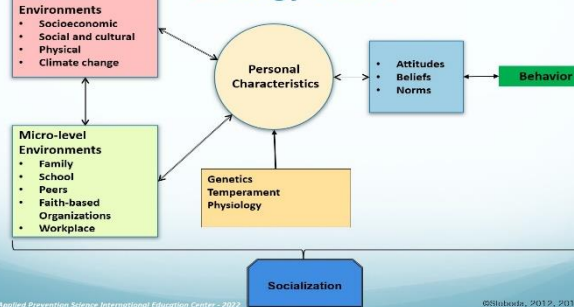 Environments
• Socioeconomic
• Social and cultural
• Physical
• Climate change
Personal
Characteristics
• Attitudes
• Beliefs
• Norms
Behavior
Micro-level
Environments
• Family
• School
• Peers
• Faith-based
Organizations
• Workplace
Genetics
Temperament
Physiology
Socialization
Applied Prevention Science International Education Center - 2022
©Sloboda, 2012, 201